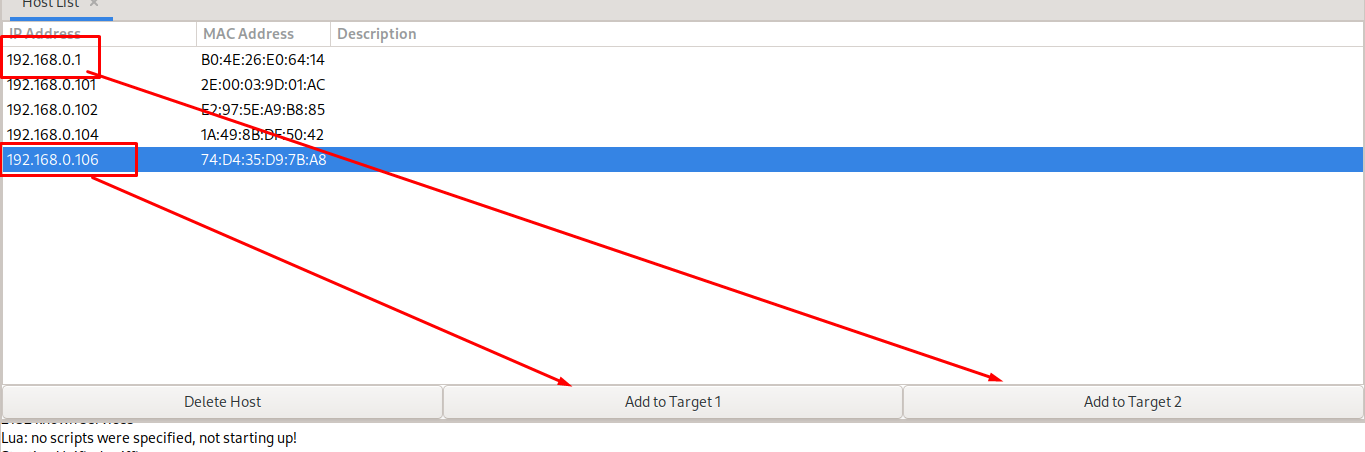 Host List ×
IP Address MAC Address Description
192.168.0.1 B0:4E:26:E0:64:14
192.168.0.101 2E:00:03:9D:01:AC
192.168.0.102 E2:97:5E:A9:B8:85
192.168.0.104 1A:49:8B:DF:50:42
192.168.0.106 74:D4:35:D9:7B:A8
Delete Host Add to Target 1 Add to Target 2
known services
Lua: no scripts were specified, not starting up!